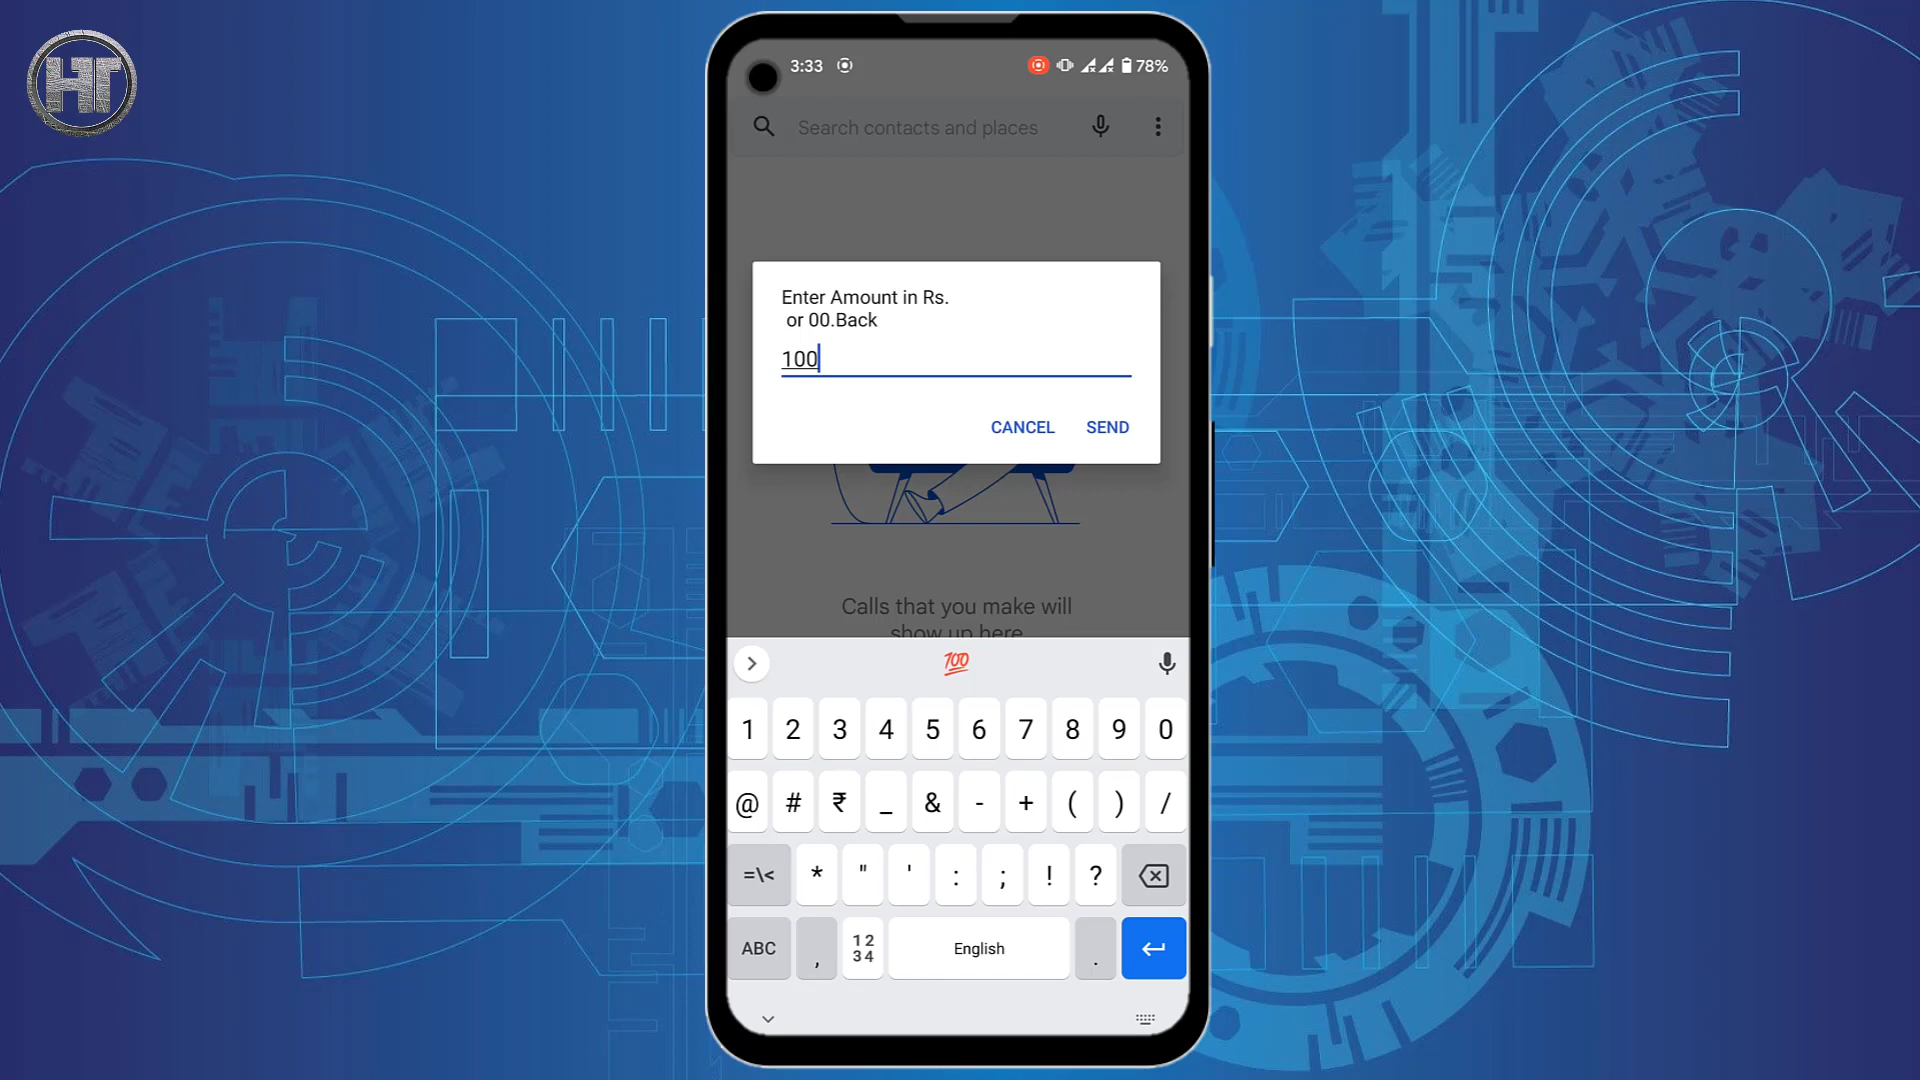 HT
3:33
78%
Search contacts and places
Enter Amount in Rs.
or 00.Back
100
CANCEL SEND
Calls that you make will
show up here
💯
1 2 3 4 5 6 7 8 9 0
@ # ₹ _ & - + ( ) /
=\< * " ' : ; ! ?
ABC , 12 34 English .